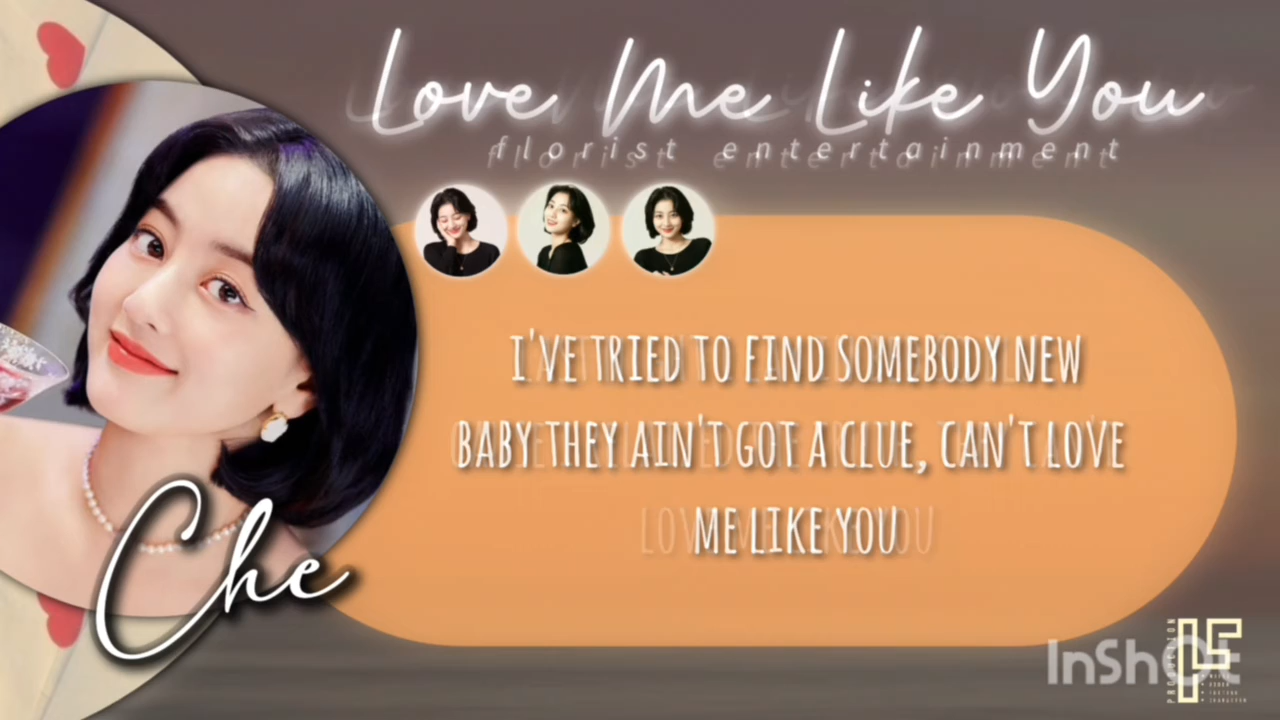 Love Me Like You
florist entertainment
I'VE TRIED TO FIND SOMEBODY NEW
BABY THEY AIN'T GOT A CLUE, CAN'T LOVE
ME LIKE YOU
Che
InShOt
PRODUCTION